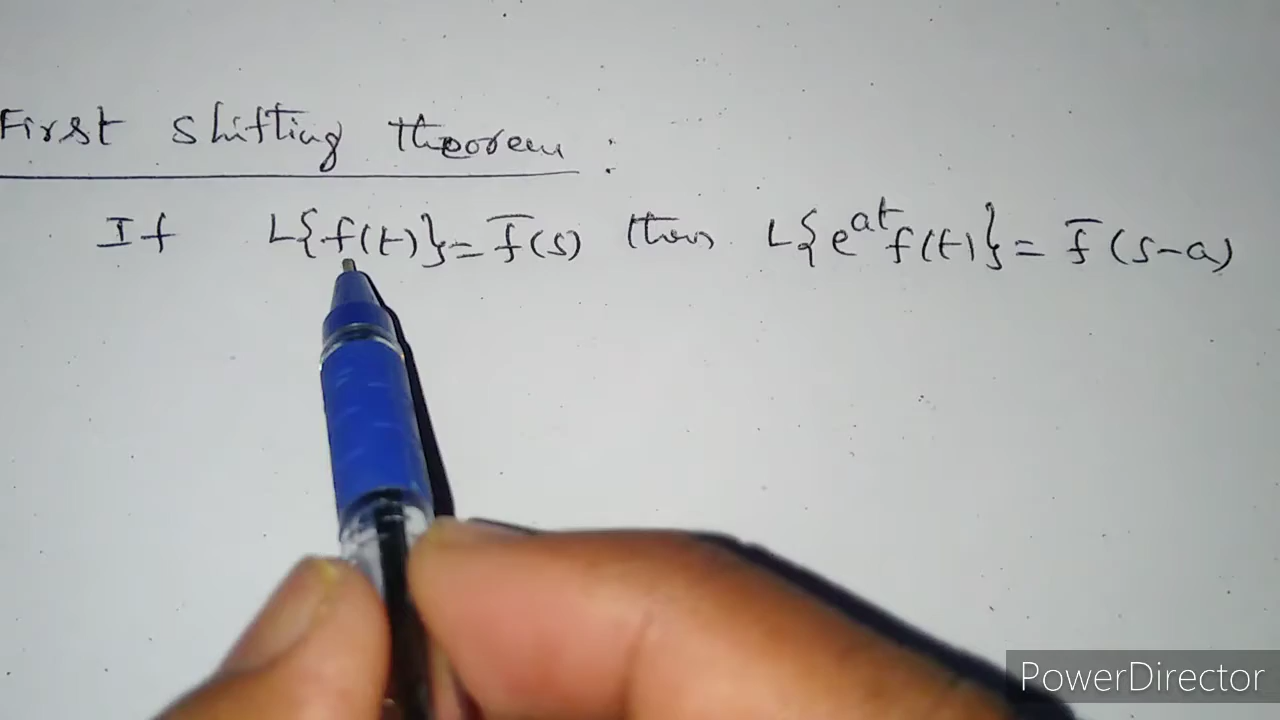 First shifting theorem :
If L{f(t)} = f̅(s) then L{e^{at} f(t)} = f̅(s-a)
PowerDirector